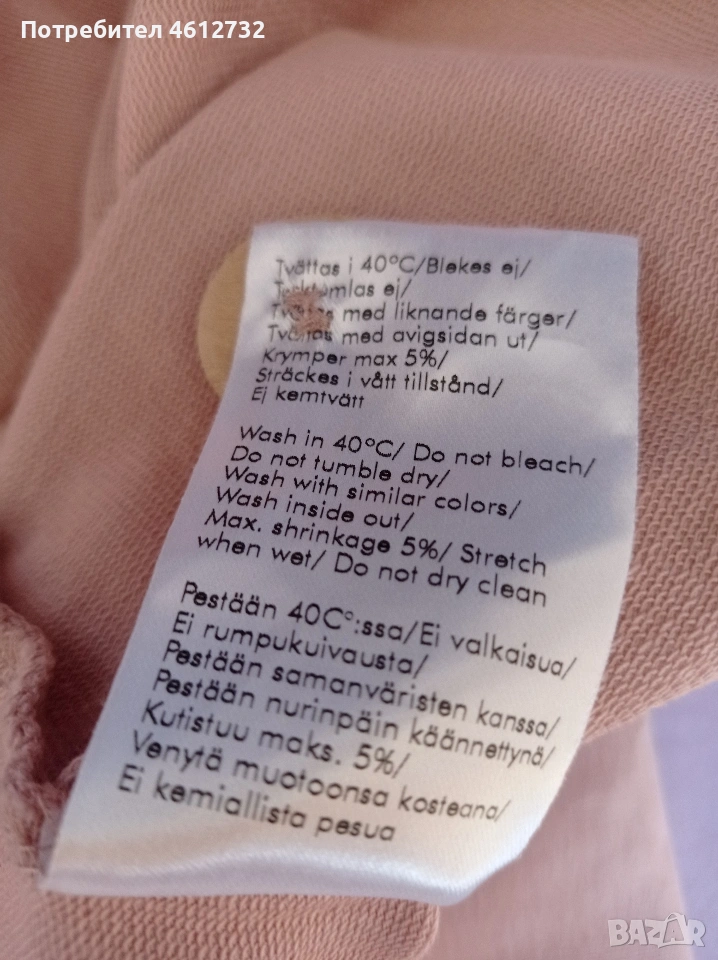 Потребител 4612732
Tvättas i 40°C/Blekes ej/
ej/
med liknande färger/
Tvättas med avigsidan ut/
Krymper max 5%/
Sträckes i vått tillstånd/
Ej kemtvätt
Wash in 40°C/ Do not bleach/
Do not tumble dry/
Wash with similar colors/
Wash inside out/
Max. shrinkage 5%/ Stretch
when wet/ Do not dry clean
Pestään 40C°:ssa/Ei valkaisua/
Ei rumpukuivausta/
Pestään samanväristen kanssa/
Pestään nurinpäin käännettynä/
Kutistuu maks. 5%/
Venytä muotoonsa kosteana/
Ei kemiallista pesua
BAZAR